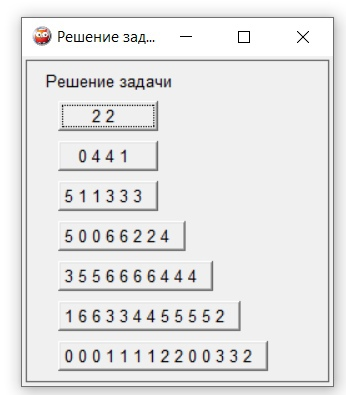 Решение зад...
Решение задачи
2 2
0 4 4 1
5 1 1 3 3 3
5 0 0 6 6 2 2 4
3 5 5 6 6 6 6 4 4 4
1 6 6 3 3 4 4 5 5 5 5 2
0 0 0 1 1 1 1 2 2 0 0 3 3 2